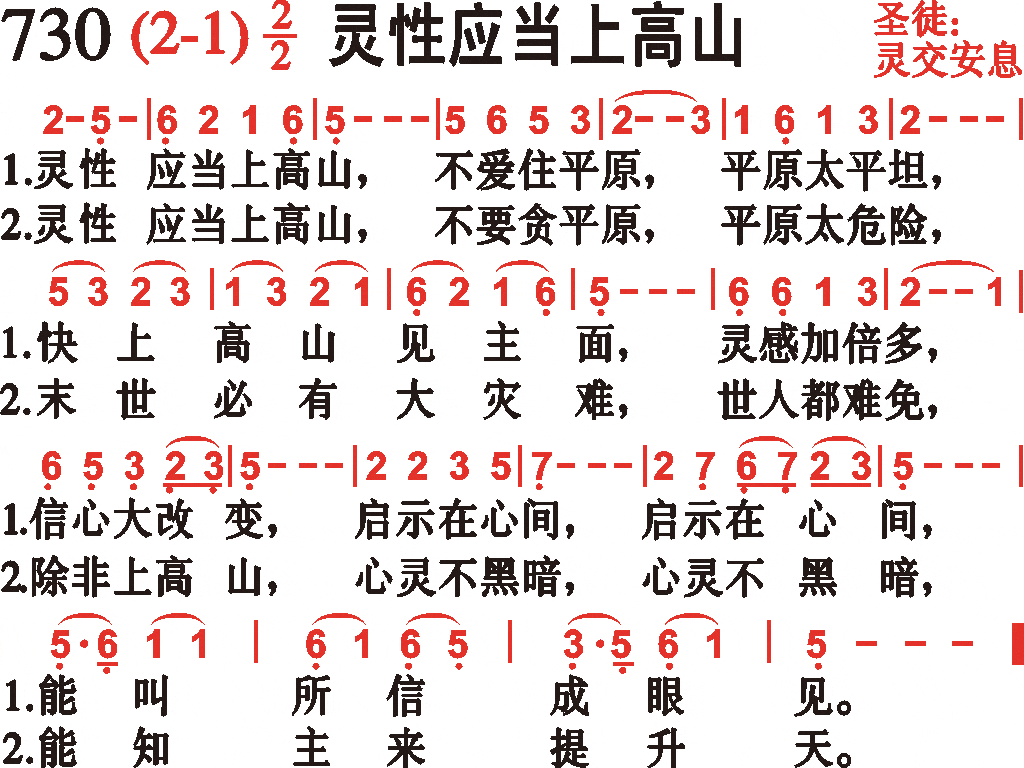 730 (2-1) 2/2 灵性应当上高山 圣徒：
灵交安息
2-5-|6 2 1 6|5---|5 6 5 3|2--3|1 6 1 3|2---|
1.灵性 应当上高山， 不爱住平原， 平原太平坦，
2.灵性 应当上高山， 不要贪平原， 平原太危险，
5 3 2 3|1 3 2 1|6 2 1 6|5---|6 6 1 3|2--1|
1.快 上 高 山 见 主 面， 灵感加倍多，
2.末 世 必 有 大 灾 难， 世人都难免，
6 5 3 2 3|5---|2 2 3 5|7---|2 7 6 7 2 3|5---|
1.信心大改 变， 启示在心间， 启示在 心 间，
2.除非上高 山， 心灵不黑暗， 心灵不 黑 暗，
5·6 1 1 | 6 1 6 5 | 3·5 6 1 | 5 - - -
1.能 叫 所 信 成 眼 见。
2.能 知 主 来 提 升 天。